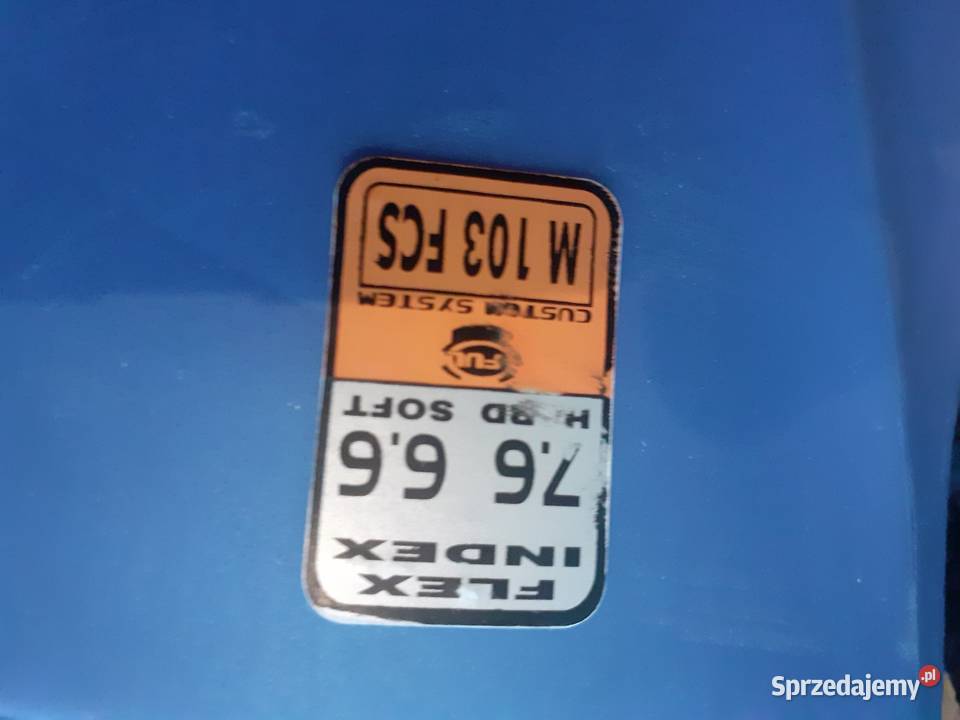 FLEX
INDEX
7.6 6.6
HARD SOFT
CUSTOM SYSTEM
M 103 FCS
Sprzedajemy.pl